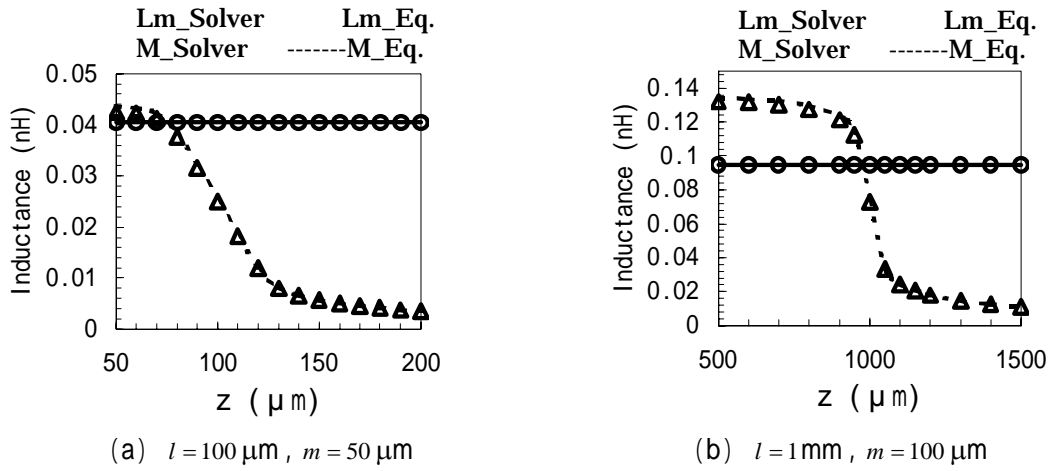 Lm_Solver Lm_Eq.
M_Solver M_Eq.
0.05
0.04
0.03
0.02
0.01
0
Inductance (nH)
50 100 150 200
z (μm)
(a) l = 100 μm , m = 50 μm
Lm_Solver Lm_Eq.
M_Solver M_Eq.
0.14
0.12
0.1
0.08
0.06
0.04
0.02
0
Inductance (nH)
500 1000 1500
z (μm)
(b) l = 1mm , m = 100 μm